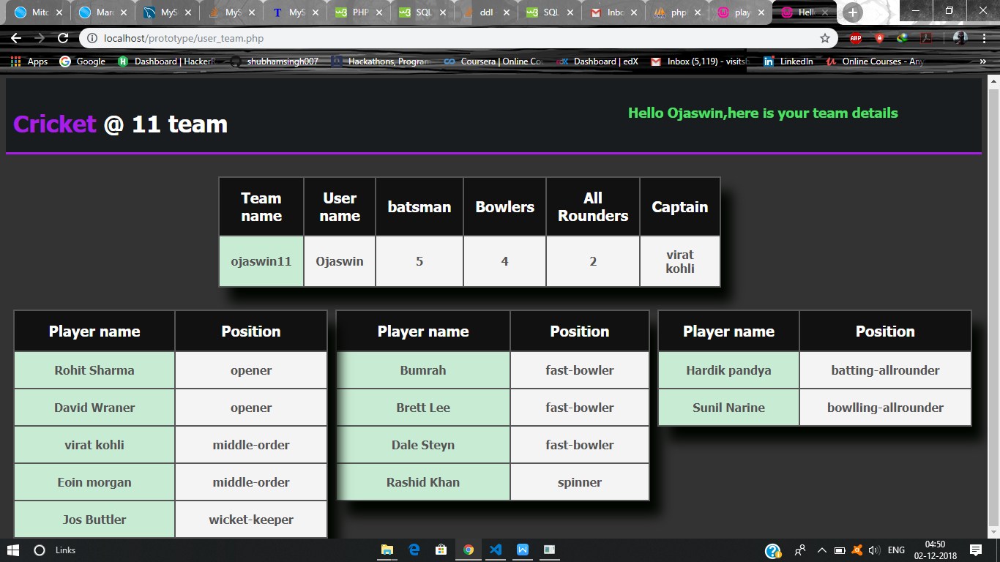 Mitc
Marc
MyS
MyS
MyS
PHP
SQL
ddl
SQL
Inbo
php
play
Hell
localhost/prototype/user_team.php
ABP
Apps
Google
Dashboard | HackerR
shubhamsingh007
Hackathons, Program
Coursera | Online Co
Dashboard | edX
Inbox (5,119) - visitsh
LinkedIn
Online Courses - Any
»
Cricket @ 11 team
Hello Ojaswin,here is your team details
Team name User name batsman Bowlers All Rounders Captain
ojaswin11 Ojaswin 5 4 2 virat kohli
Player name Position
Rohit Sharma opener
David Wraner opener
virat kohli middle-order
Eoin morgan middle-order
Jos Buttler wicket-keeper
Player name Position
Bumrah fast-bowler
Brett Lee fast-bowler
Dale Steyn fast-bowler
Rashid Khan spinner
Player name Position
Hardik pandya batting-allrounder
Sunil Narine bowlling-allrounder
Links
ENG
04:50
02-12-2018